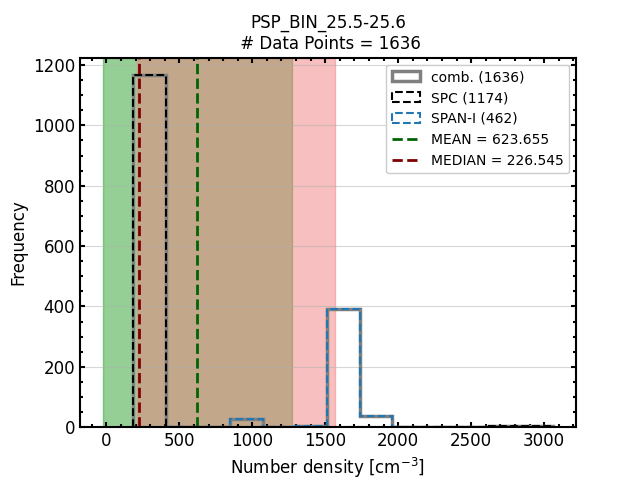 PSP_BIN_25.5-25.6
# Data Points = 1636
1200
1000
800
600
400
200
0
Frequency
comb. (1636)
SPC (1174)
SPAN-I (462)
MEAN = 623.655
MEDIAN = 226.545
0 500 1000 1500 2000 2500 3000
Number density [cm⁻³]